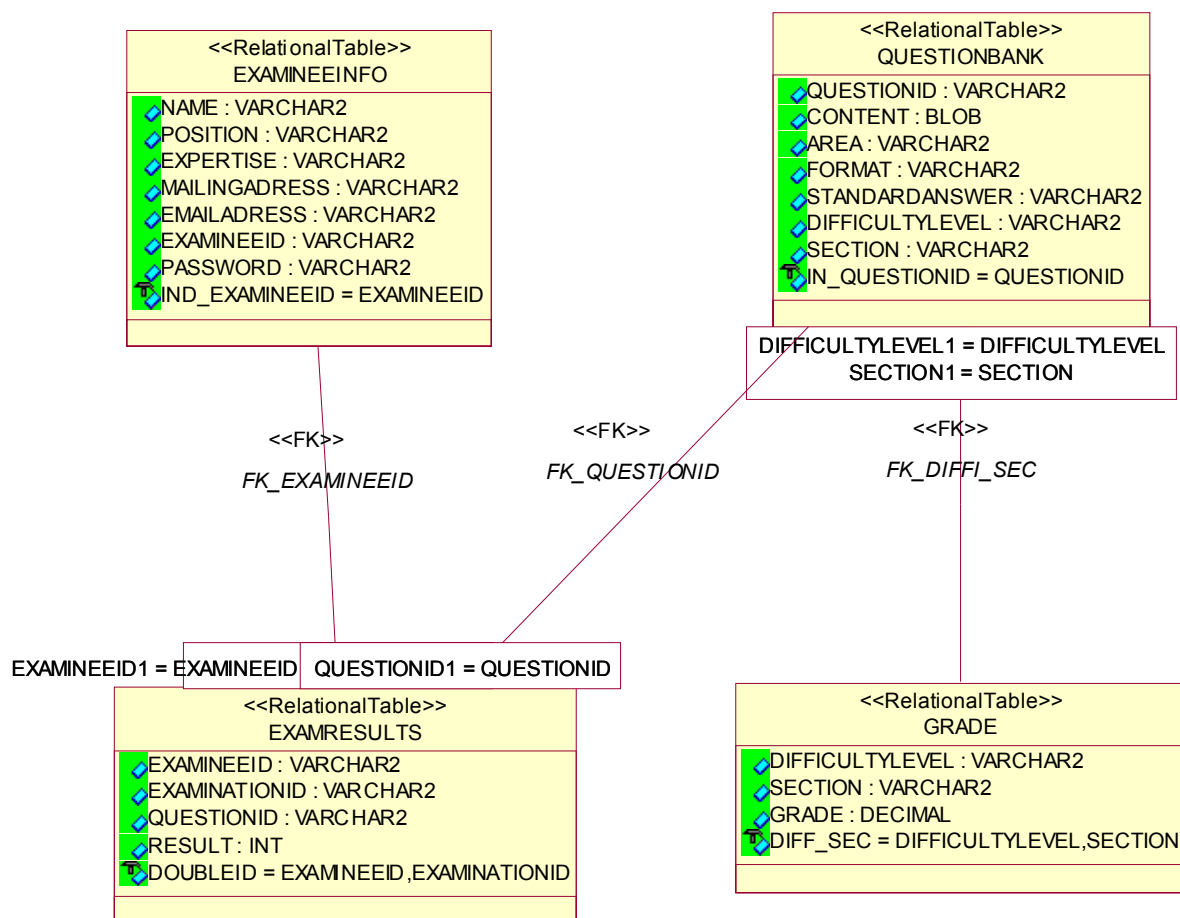 <<RelationalTable>>
EXAMINEEINFO
NAME : VARCHAR2
POSITION : VARCHAR2
EXPERTISE : VARCHAR2
MAILINGADRESS : VARCHAR2
EMAILADRESS : VARCHAR2
EXAMINEEID : VARCHAR2
PASSWORD : VARCHAR2
IND_EXAMINEEID = EXAMINEEID
<<RelationalTable>>
QUESTIONBANK
QUESTIONID : VARCHAR2
CONTENT : BLOB
AREA : VARCHAR2
FORMAT : VARCHAR2
STANDARDANSWER : VARCHAR2
DIFFICULTYLEVEL : VARCHAR2
SECTION : VARCHAR2
IN_QUESTIONID = QUESTIONID
DIFFICULTYLEVEL1 = DIFFICULTYLEVEL
SECTION1 = SECTION
<<FK>>
FK_EXAMINEEID
<<FK>>
FK_QUESTIONID
<<FK>>
FK_DIFFI_SEC
EXAMINEEID1 = EXAMINEEID
QUESTIONID1 = QUESTIONID
<<RelationalTable>>
EXAMRESULTS
EXAMINEEID : VARCHAR2
EXAMINATIONID : VARCHAR2
QUESTIONID : VARCHAR2
RESULT : INT
DOUBLEID = EXAMINEEID,EXAMINATIONID
<<RelationalTable>>
GRADE
DIFFICULTYLEVEL : VARCHAR2
SECTION : VARCHAR2
GRADE : DECIMAL
DIFF_SEC = DIFFICULTYLEVEL,SECTION